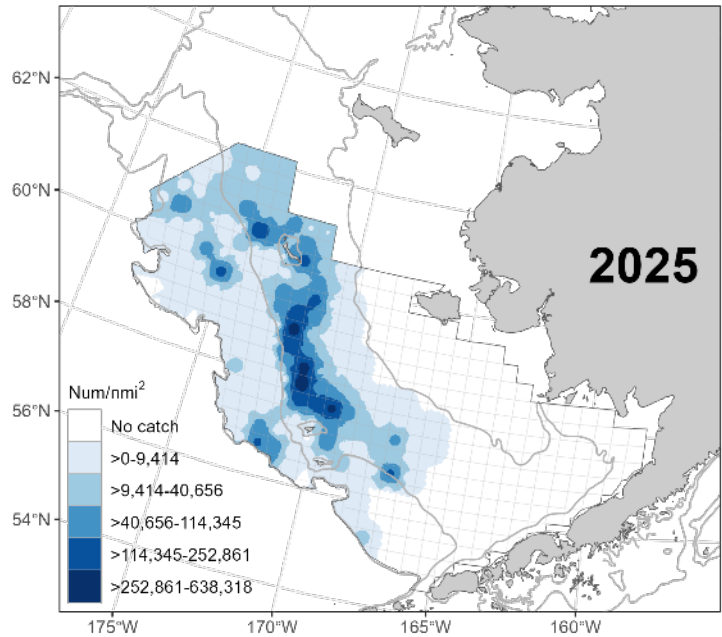 62°N
60°N
58°N
56°N
54°N
2025
Num/nmi²
No catch
>0-9,414
>9,414-40,656
>40,656-114,345
>114,345-252,861
>252,861-638,318
175°W
170°W
165°W
160°W